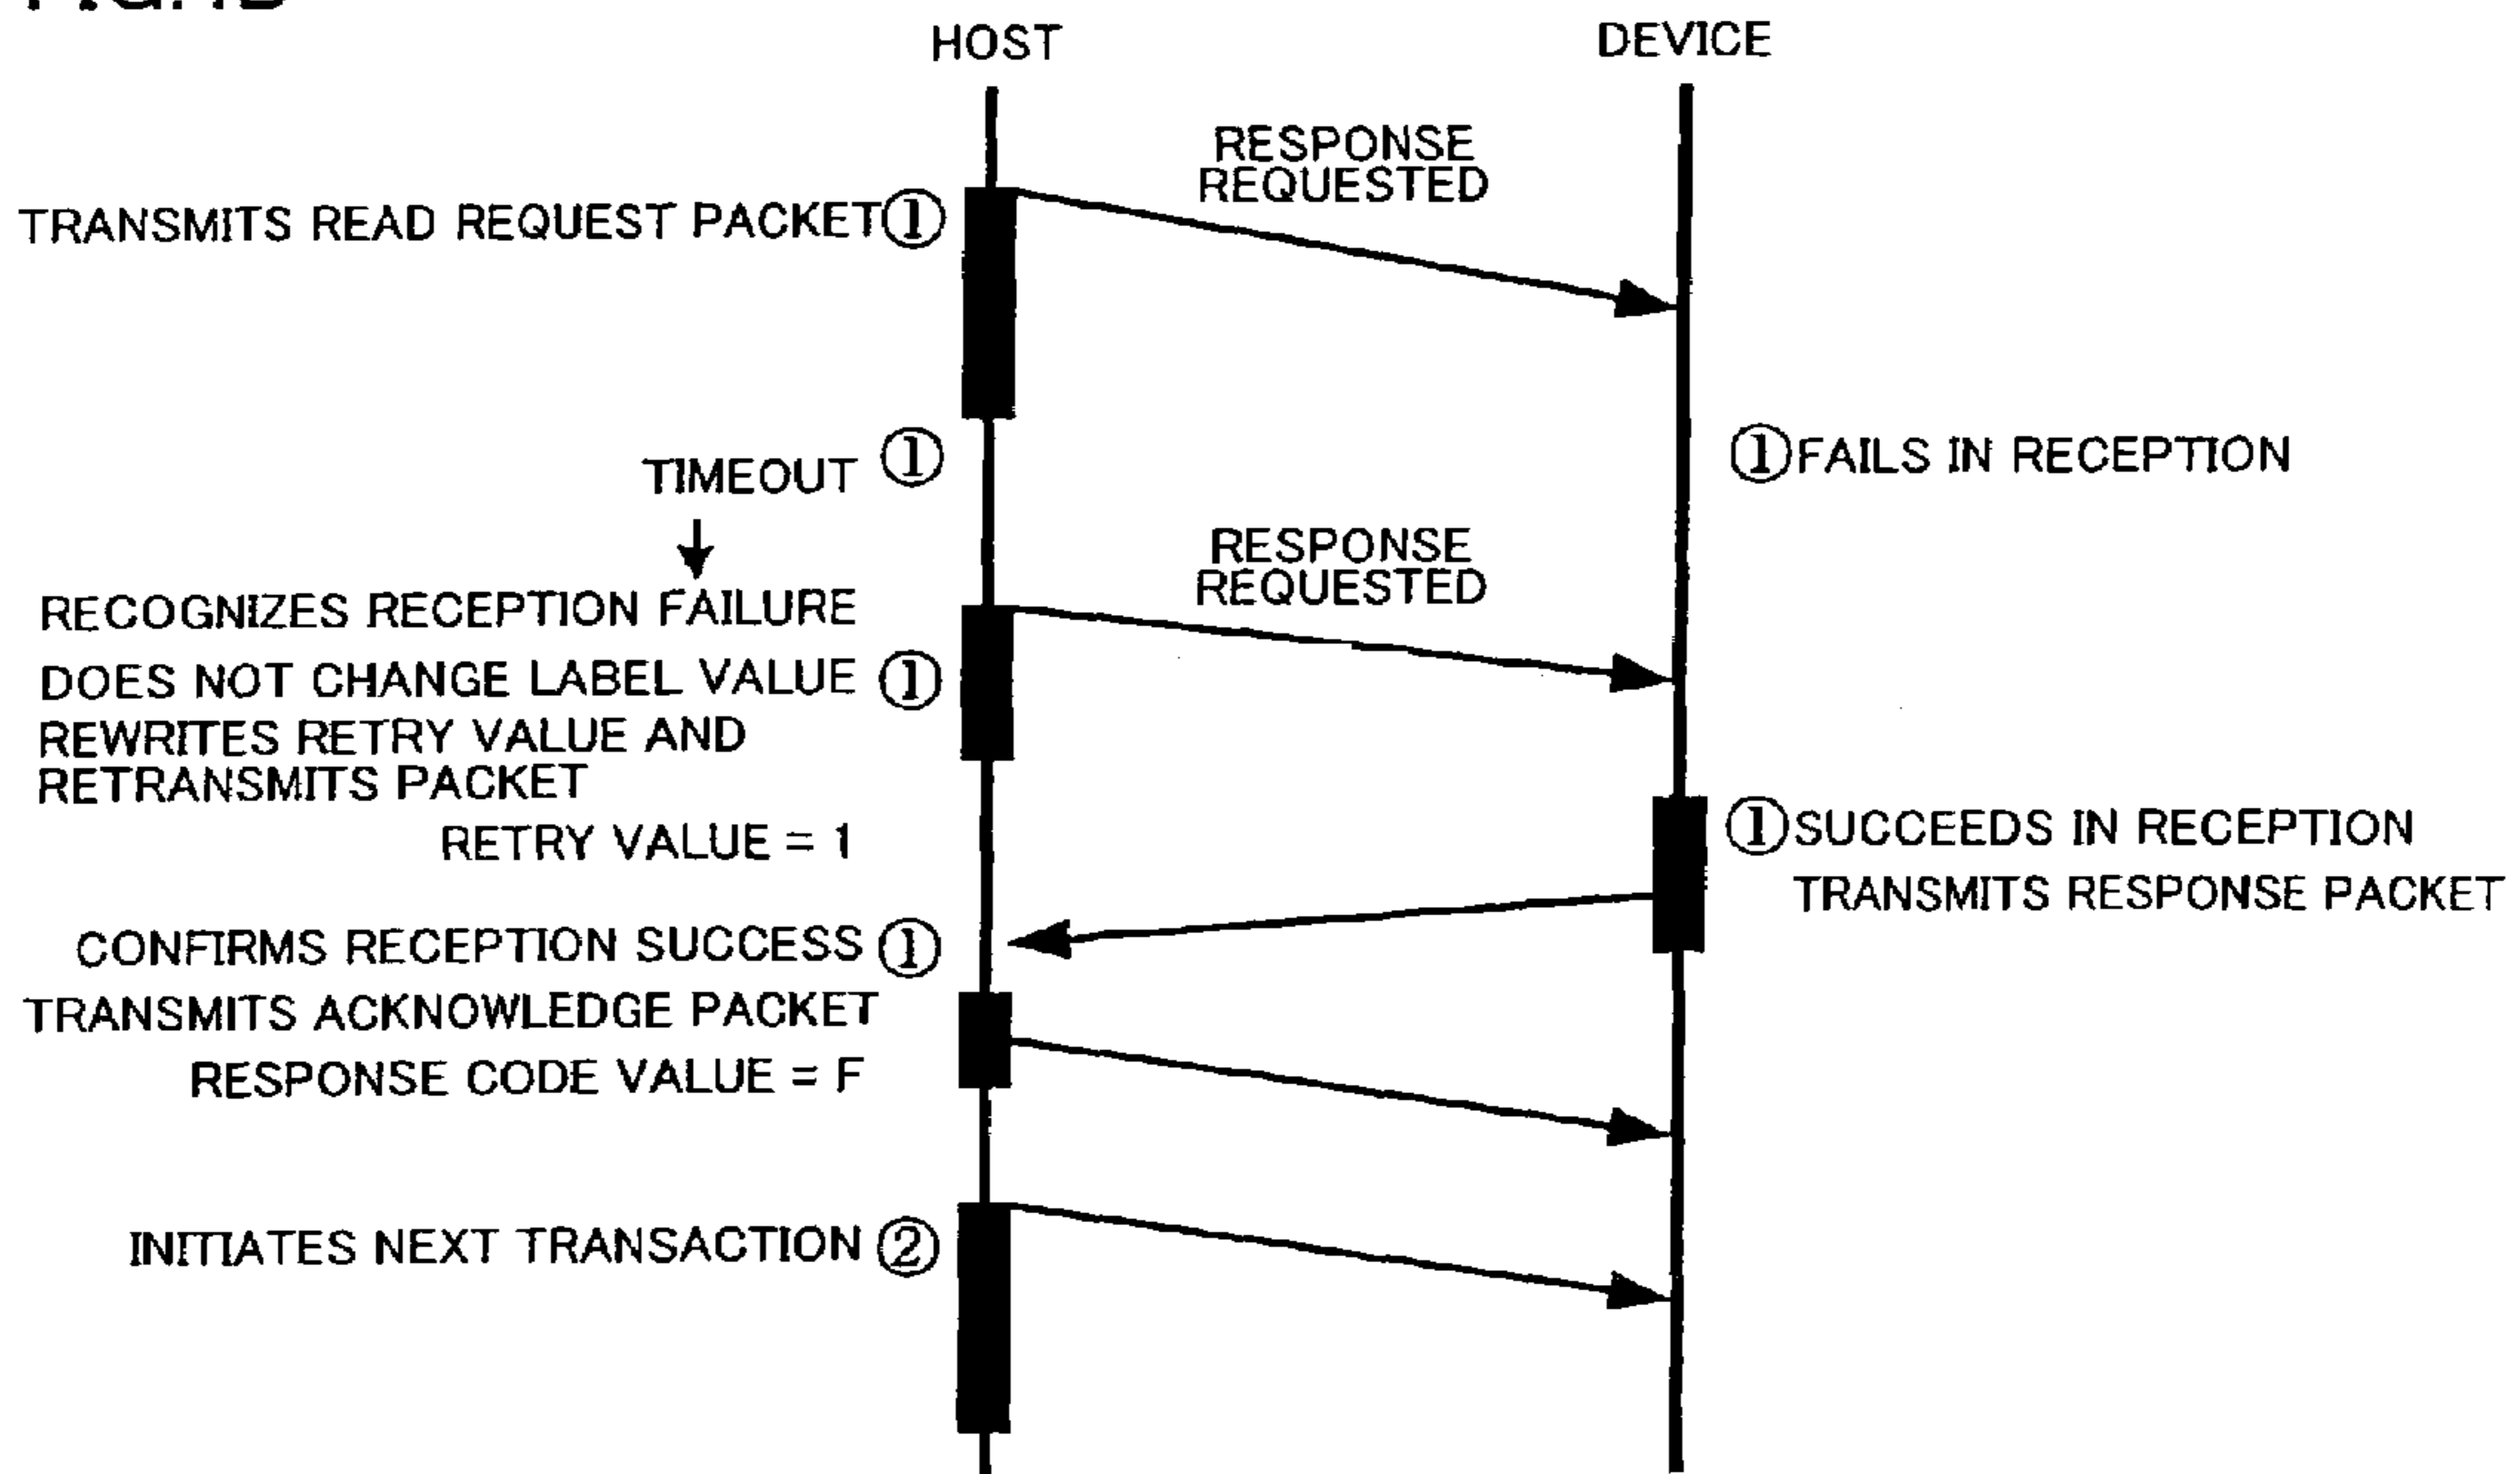 HOST
DEVICE
RESPONSE
REQUESTED
TRANSMITS READ REQUEST PACKET①
TIMEOUT ①
①FAILS IN RECEPTION
↓
RESPONSE
REQUESTED
RECOGNIZES RECEPTION FAILURE
DOES NOT CHANGE LABEL VALUE ①
REWRITES RETRY VALUE AND
RETRANSMITS PACKET
RETRY VALUE = 1
①SUCCEEDS IN RECEPTION
TRANSMITS RESPONSE PACKET
CONFIRMS RECEPTION SUCCESS ①
TRANSMITS ACKNOWLEDGE PACKET
RESPONSE CODE VALUE = F
INITIATES NEXT TRANSACTION ②